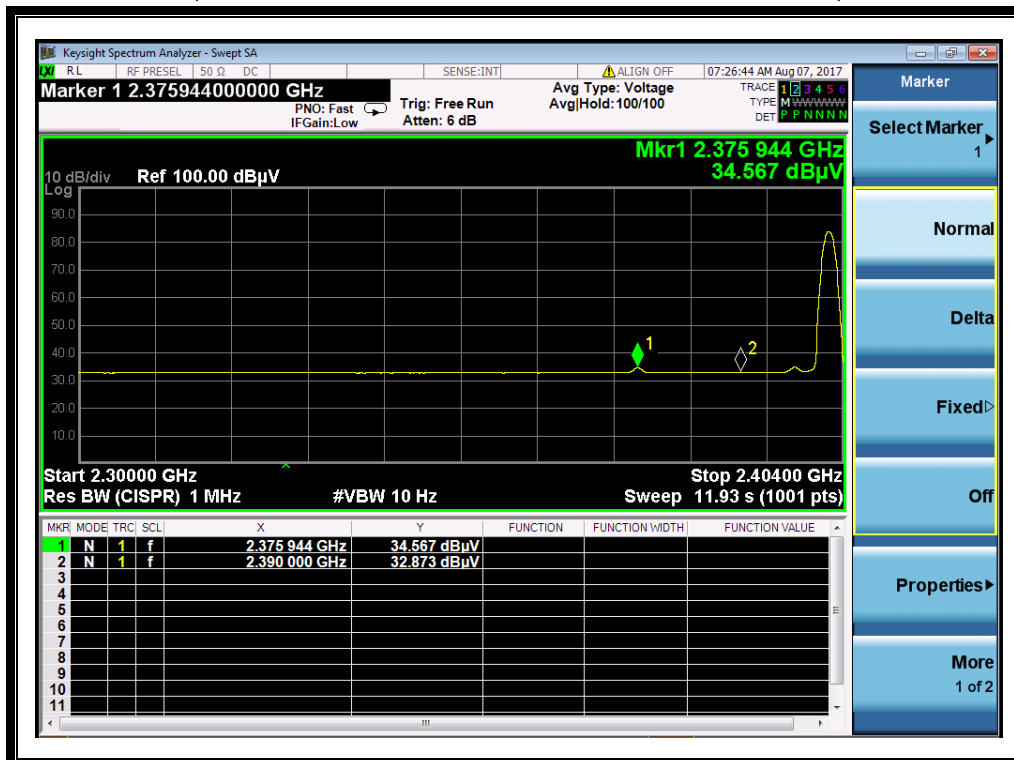 Keysight Spectrum Analyzer - Swept SA
LXI RL RF PRESEL 50 Ω DC SENSE:INT ALIGN OFF 07:26:44 AM Aug 07, 2017
Marker 1 2.375944000000 GHz
PNO: Fast
IFGain:Low
Trig: Free Run
Atten: 6 dB
Avg Type: Voltage
Avg|Hold: 100/100
TRACE 1 2 3 4 5 6
TYPE M WWWWW
DET P P N N N N
Mkr1 2.375 944 GHz
34.567 dBµV
10 dB/div Ref 100.00 dBµV
Log
90.0
80.0
70.0
60.0
50.0
40.0
30.0
20.0
10.0
1
2
Start 2.30000 GHz Stop 2.40400 GHz
Res BW (CISPR) 1 MHz #VBW 10 Hz Sweep 11.93 s (1001 pts)
MKR MODE TRC SCL X Y FUNCTION FUNCTION WIDTH FUNCTION VALUE
1 N 1 f 2.375 944 GHz 34.567 dBµV
2 N 1 f 2.390 000 GHz 32.873 dBµV
3
4
5
6
7
8
9
10
11
Marker
Select Marker
1
Normal
Delta
Fixed
Off
Properties
More
1 of 2